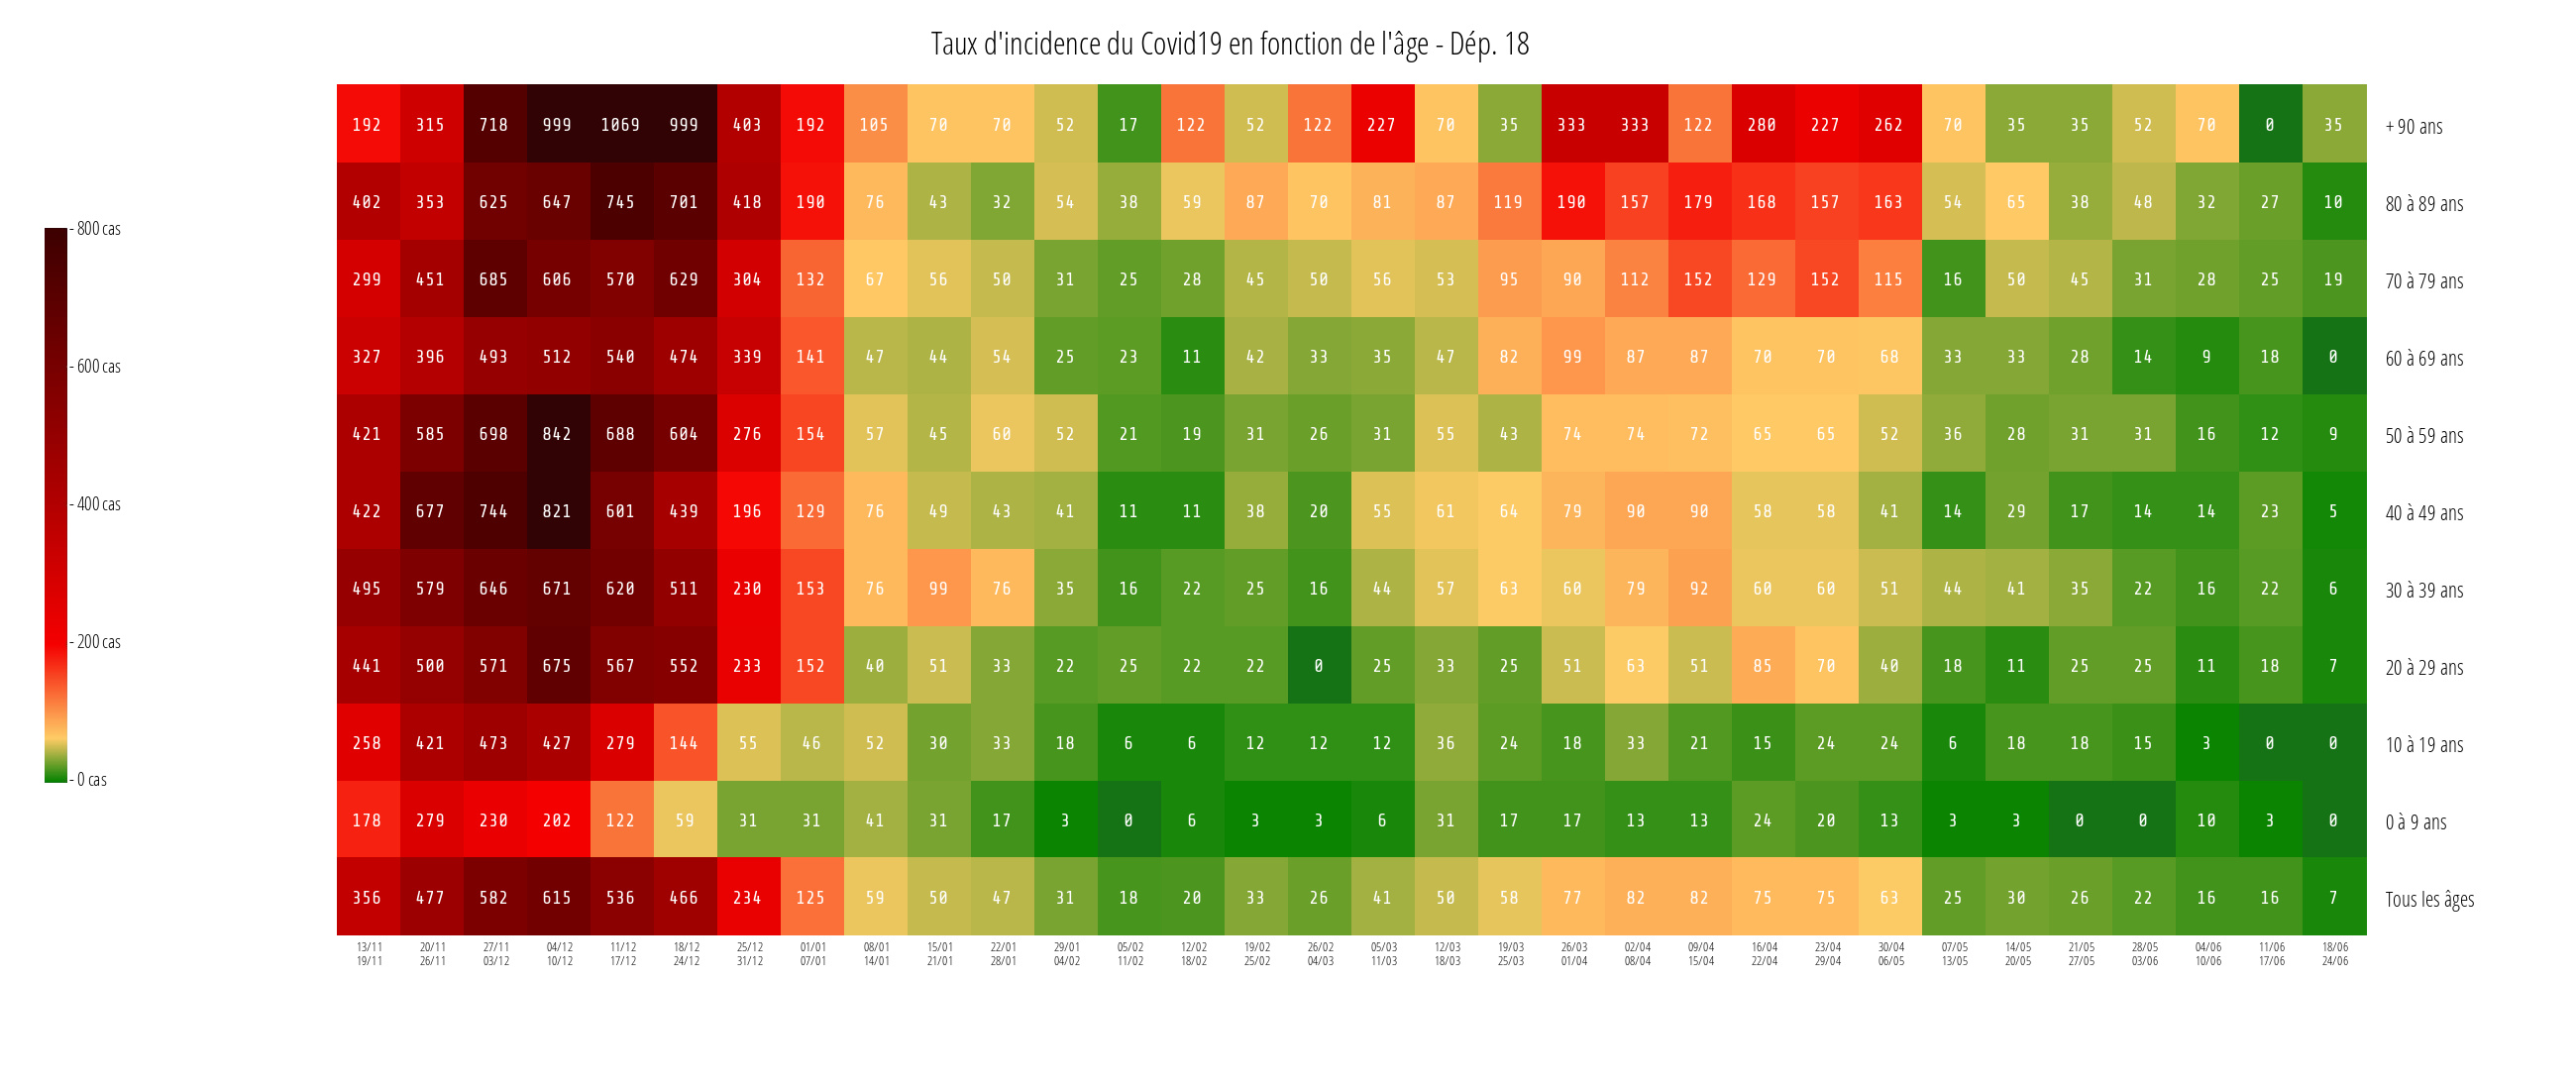 Taux d'incidence du Covid19 en fonction de l'âge - Dép. 18
- 800 cas
- 600 cas
- 400 cas
- 200 cas
- 0 cas
192 315 718 999 1069 999 403 192 105 70 70 52 17 122 52 122 227 70 35 333 333 122 280 227 262 70 35 35 52 70 0 35 + 90 ans
402 353 625 647 745 701 418 190 76 43 32 54 38 59 87 70 81 87 119 190 157 179 168 157 163 54 65 38 48 32 27 10 80 à 89 ans
299 451 685 606 570 629 304 132 67 56 50 31 25 28 45 50 56 53 95 90 112 152 129 152 115 16 50 45 31 28 25 19 70 à 79 ans
327 396 493 512 540 474 339 141 47 44 54 25 23 11 42 33 35 47 82 99 87 87 70 70 68 33 33 28 14 9 18 0 60 à 69 ans
421 585 698 842 688 604 276 154 57 45 60 52 21 19 31 26 31 55 43 74 74 72 65 65 52 36 28 31 31 16 12 9 50 à 59 ans
422 677 744 821 601 439 196 129 76 49 43 41 11 11 38 20 55 61 64 79 90 90 58 58 41 14 29 17 14 14 23 5 40 à 49 ans
495 579 646 671 620 511 230 153 76 99 76 35 16 22 25 16 44 57 63 60 79 92 60 60 51 44 41 35 22 16 22 6 30 à 39 ans
441 500 571 675 567 552 233 152 40 51 33 22 25 22 22 0 25 33 25 51 63 51 85 70 40 18 11 25 25 11 18 7 20 à 29 ans
258 421 473 427 279 144 55 46 52 30 33 18 6 6 12 12 12 36 24 18 33 21 15 24 24 6 18 18 15 3 0 0 10 à 19 ans
178 279 230 202 122 59 31 31 41 31 17 3 0 6 3 3 6 31 17 17 13 13 24 20 13 3 3 0 0 10 3 0 0 à 9 ans
356 477 582 615 536 466 234 125 59 50 47 31 18 20 33 26 41 50 58 77 82 82 75 75 63 25 30 26 22 16 16 7 Tous les âges
13/11 20/11 27/11 04/12 11/12 18/12 25/12 01/01 08/01 15/01 22/01 29/01 05/02 12/02 19/02 26/02 05/03 12/03 19/03 26/03 02/04 09/04 16/04 23/04 30/04 07/05 14/05 21/05 28/05 04/06 11/06 18/06
19/11 26/11 03/12 10/12 17/12 24/12 31/12 07/01 14/01 21/01 28/01 04/02 11/02 18/02 25/02 04/03 11/03 18/03 25/03 01/04 08/04 15/04 22/04 29/04 06/05 13/05 20/05 27/05 03/06 10/06 17/06 24/06